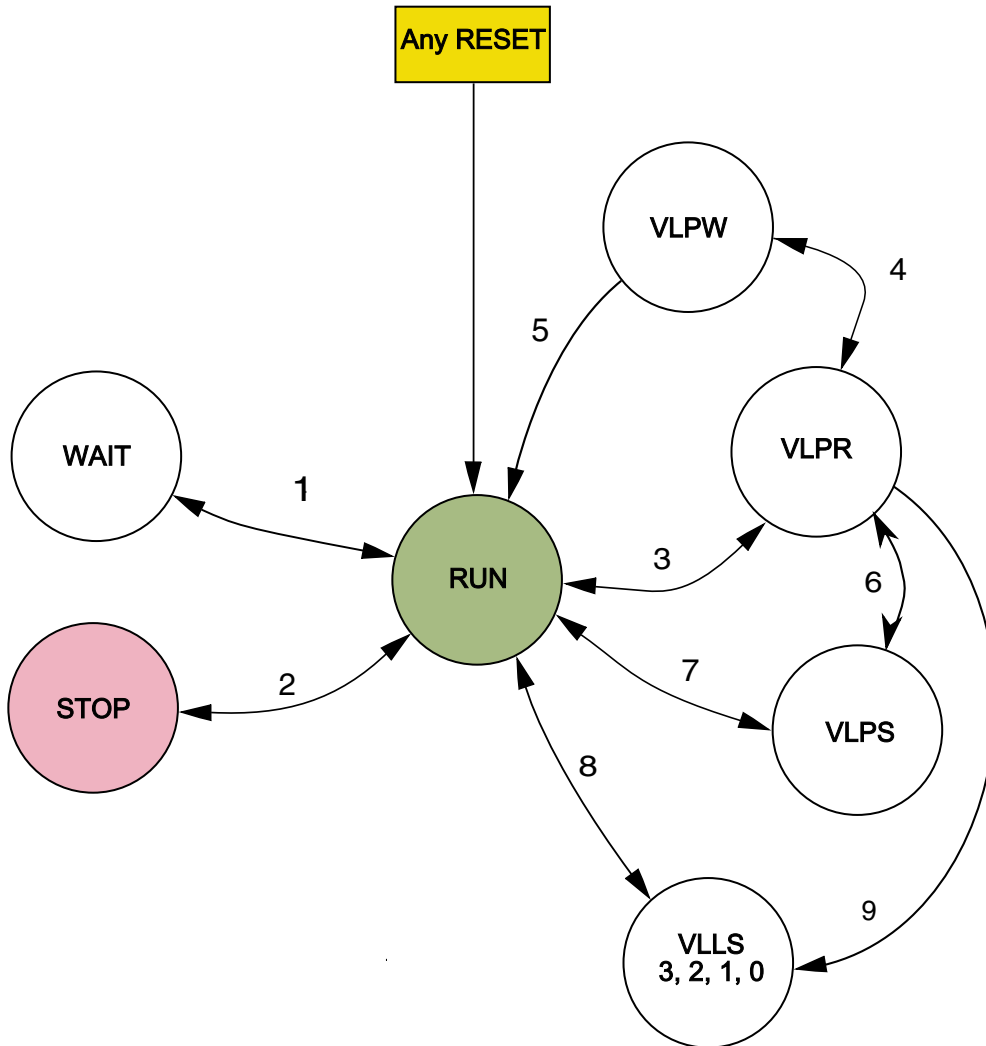 Any RESET
VLPW
4
5
WAIT
VLPR
1
3
RUN
6
2
7
STOP
VLPS
8
9
VLLS
3, 2, 1, 0